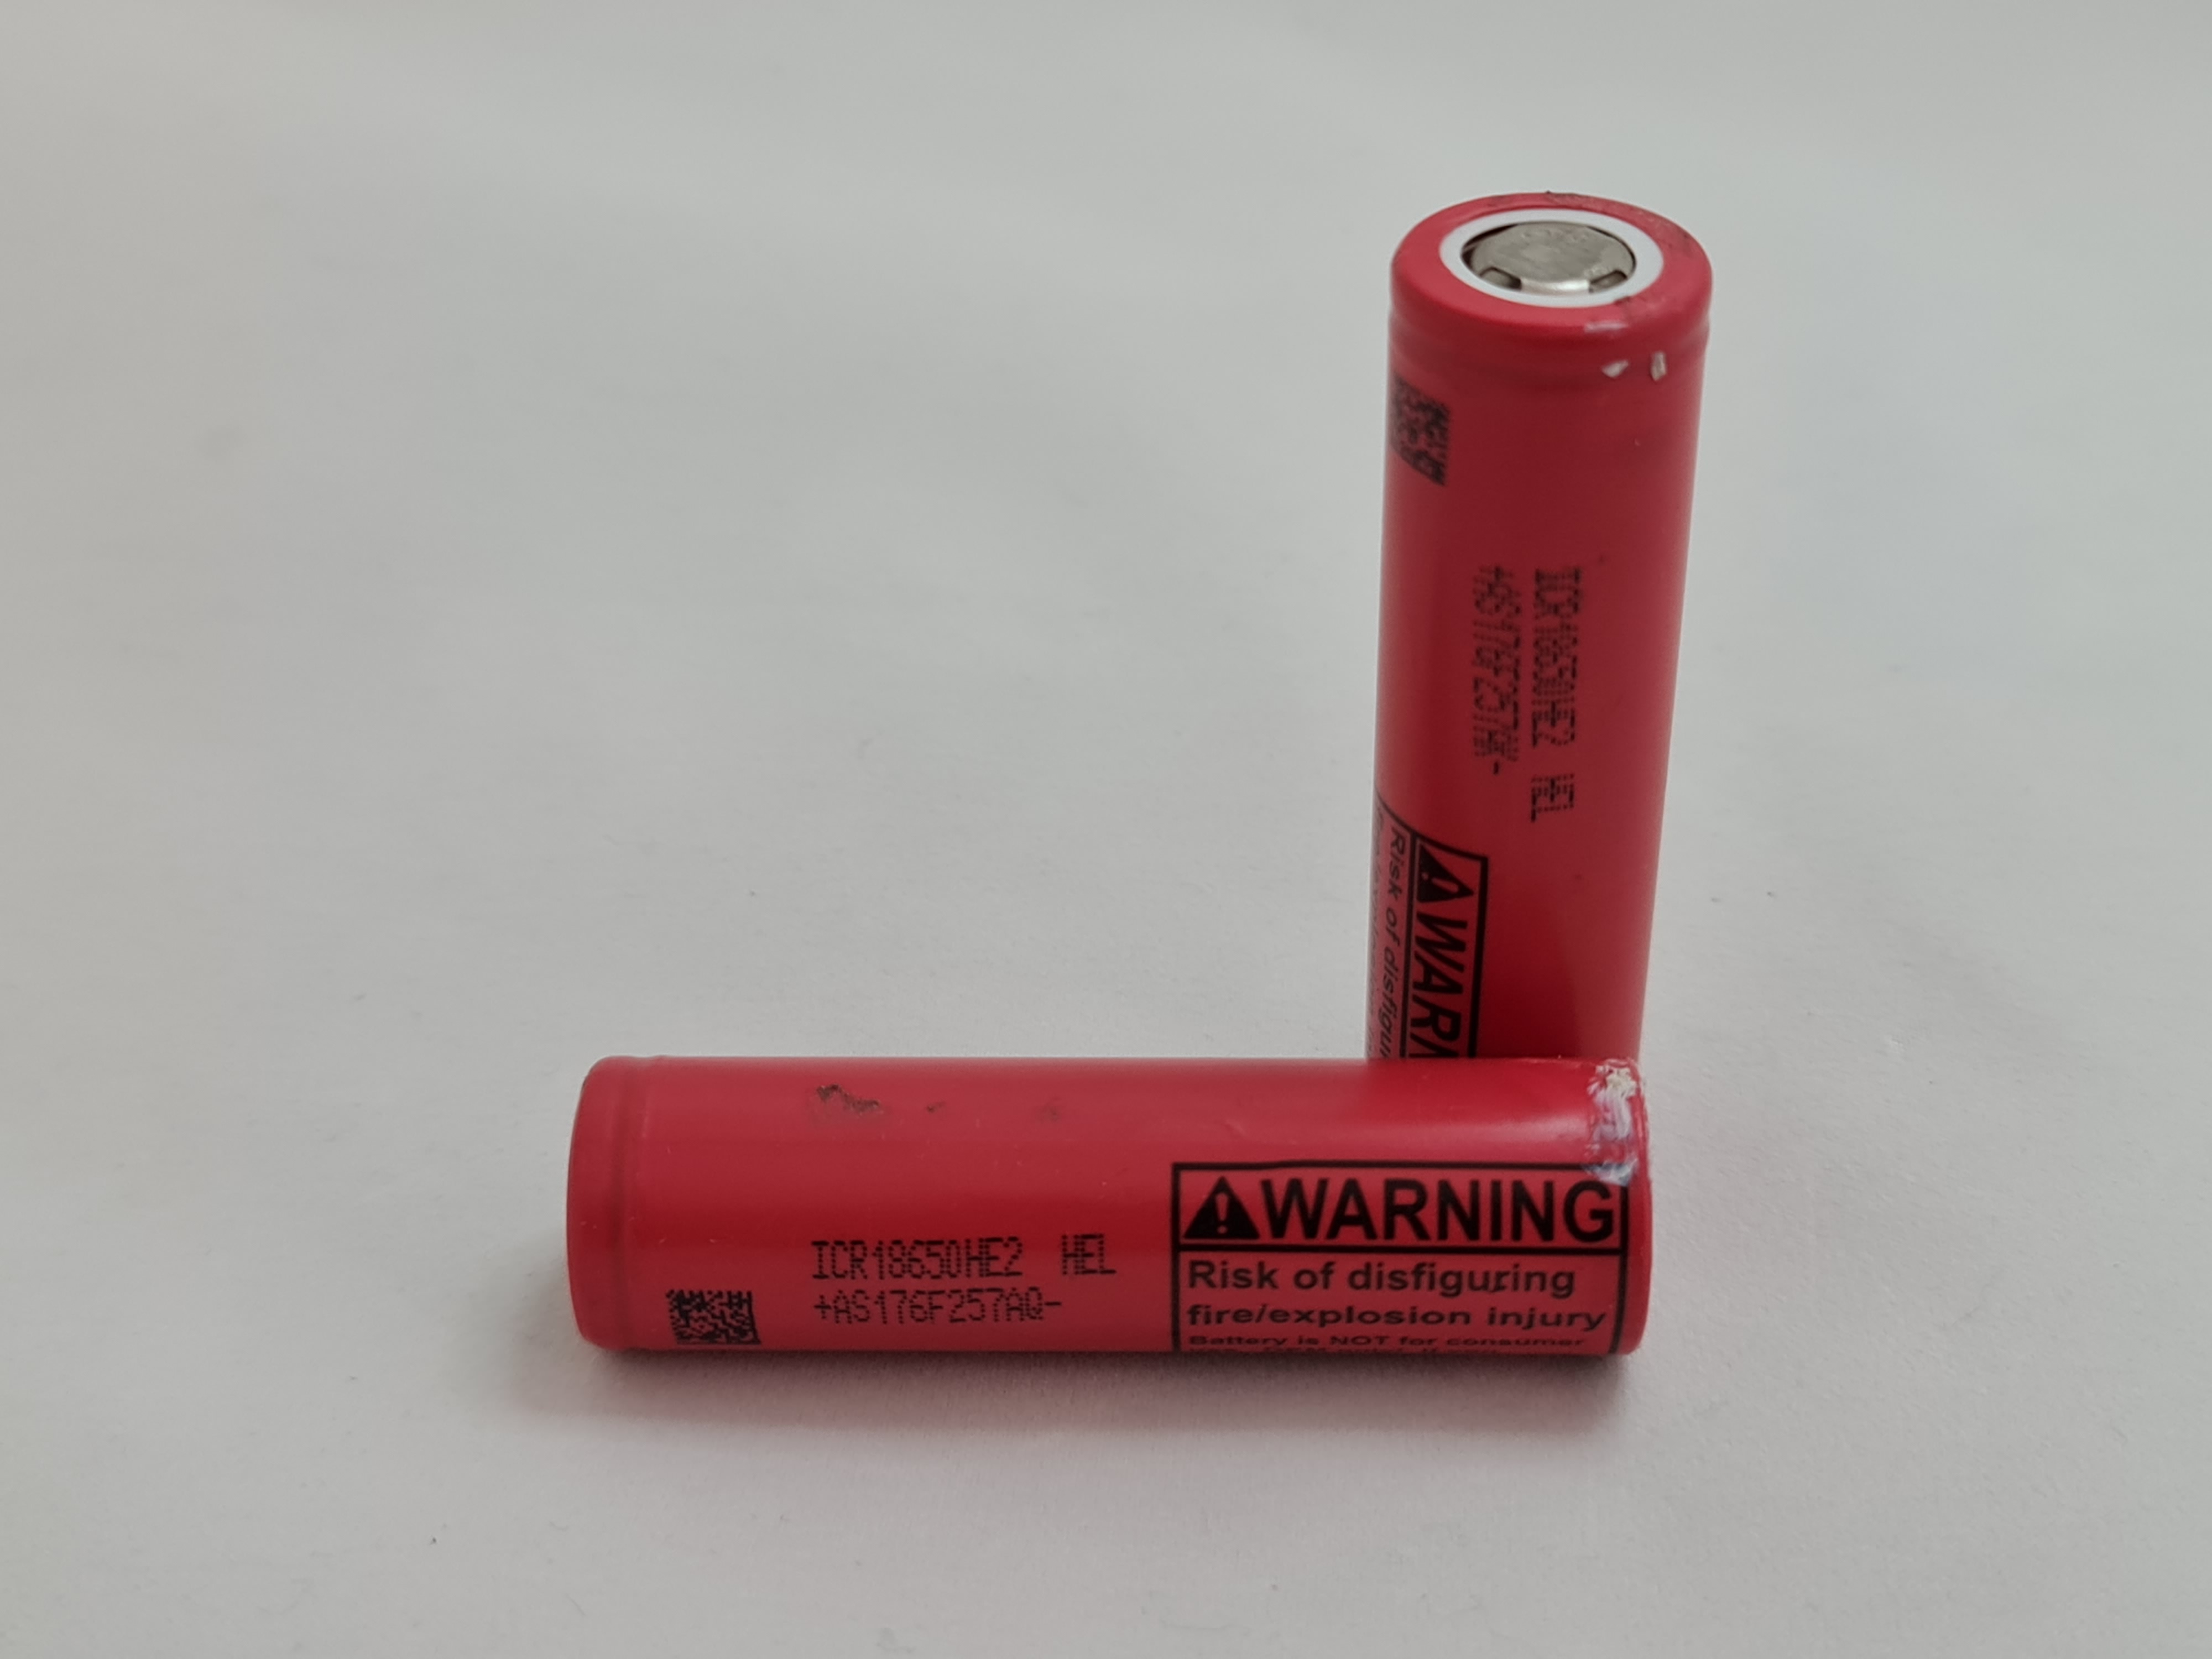 ICR18650HE2 HEL
WARN
Risk of disfigur
ICR18650HE2 HEL
+AS176F257AQ-
WARNING
Risk of disfiguring
fire/explosion injury
Battery is NOT for consumer